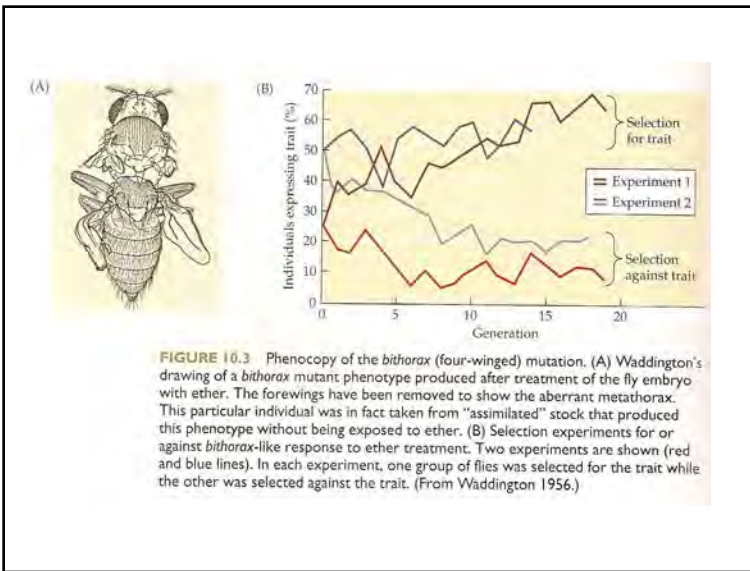 (A)
(B)
Individuals expressing trait (%)
70
60
50
40
30
20
10
0
0
5
10
15
20
Generation
Selection
for trait
Experiment 1
Experiment 2
Selection
against trait
FIGURE 10.3 Phenocopy of the bithorax (four-winged) mutation. (A) Waddington's
drawing of a bithorax mutant phenotype produced after treatment of the fly embryo
with ether. The forewings have been removed to show the aberrant metathorax.
This particular individual was in fact taken from "assimilated" stock that produced
this phenotype without being exposed to ether. (B) Selection experiments for or
against bithorax-like response to ether treatment. Two experiments are shown (red
and blue lines). In each experiment, one group of flies was selected for the trait while
the other was selected against the trait. (From Waddington 1956.)